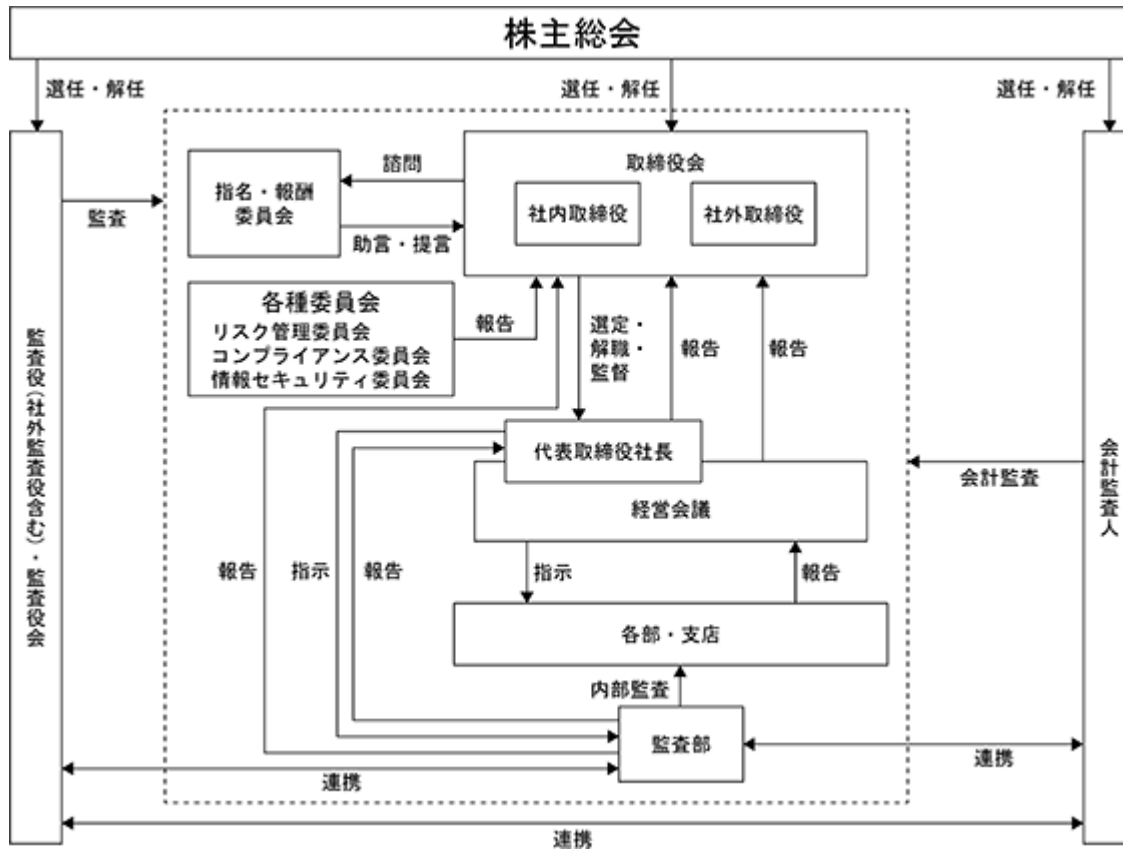 株主総会
選任・解任
選任・解任
選任・解任
取締役会
社内取締役
社外取締役
諮問
指名・報酬
委員会
助言・提言
監査
各種委員会
リスク管理委員会
コンプライアンス委員会
情報セキュリティ委員会
報告
選定・
解職・
監督
報告
報告
監査役(社外監査役含む)・監査役会
代表取締役社長
経営会議
会計監査
会計監査人
報告
指示
報告
指示
報告
各部・支店
内部監査
監査部
連携
連携
連携